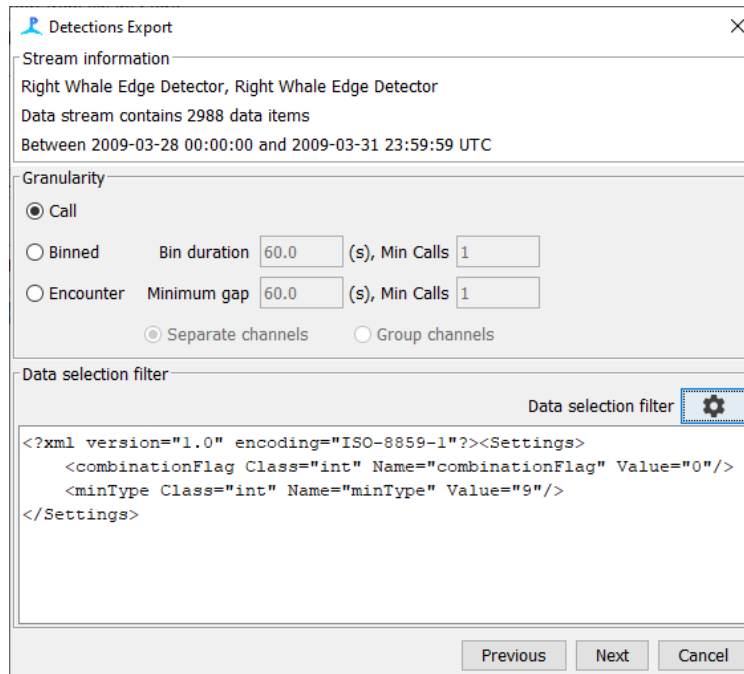 Detections Export
Stream information
Right Whale Edge Detector, Right Whale Edge Detector
Data stream contains 2988 data items
Between 2009-03-28 00:00:00 and 2009-03-31 23:59:59 UTC
Granularity
Call
Binned Bin duration 60.0 (s), Min Calls 1
Encounter Minimum gap 60.0 (s), Min Calls 1
Separate channels Group channels
Data selection filter
Data selection filter
<?xml version="1.0" encoding="ISO-8859-1"?><Settings>
<combinationFlag Class="int" Name="combinationFlag" Value="0"/>
<minType Class="int" Name="minType" Value="9"/>
</Settings>
Previous Next Cancel